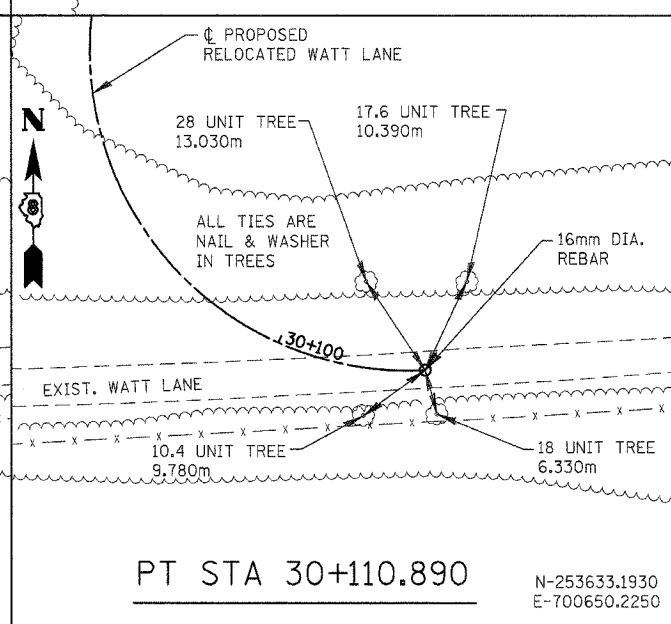 ℄ PROPOSED
RELOCATED WATT LANE
N
8
28 UNIT TREE
13.030m
17.6 UNIT TREE
10.390m
ALL TIES ARE
NAIL & WASHER
IN TREES
16mm DIA.
REBAR
30+100
EXIST. WATT LANE
10.4 UNIT TREE
9.780m
18 UNIT TREE
6.330m
PT STA 30+110.890
N-253633.1930
E-700650.2250